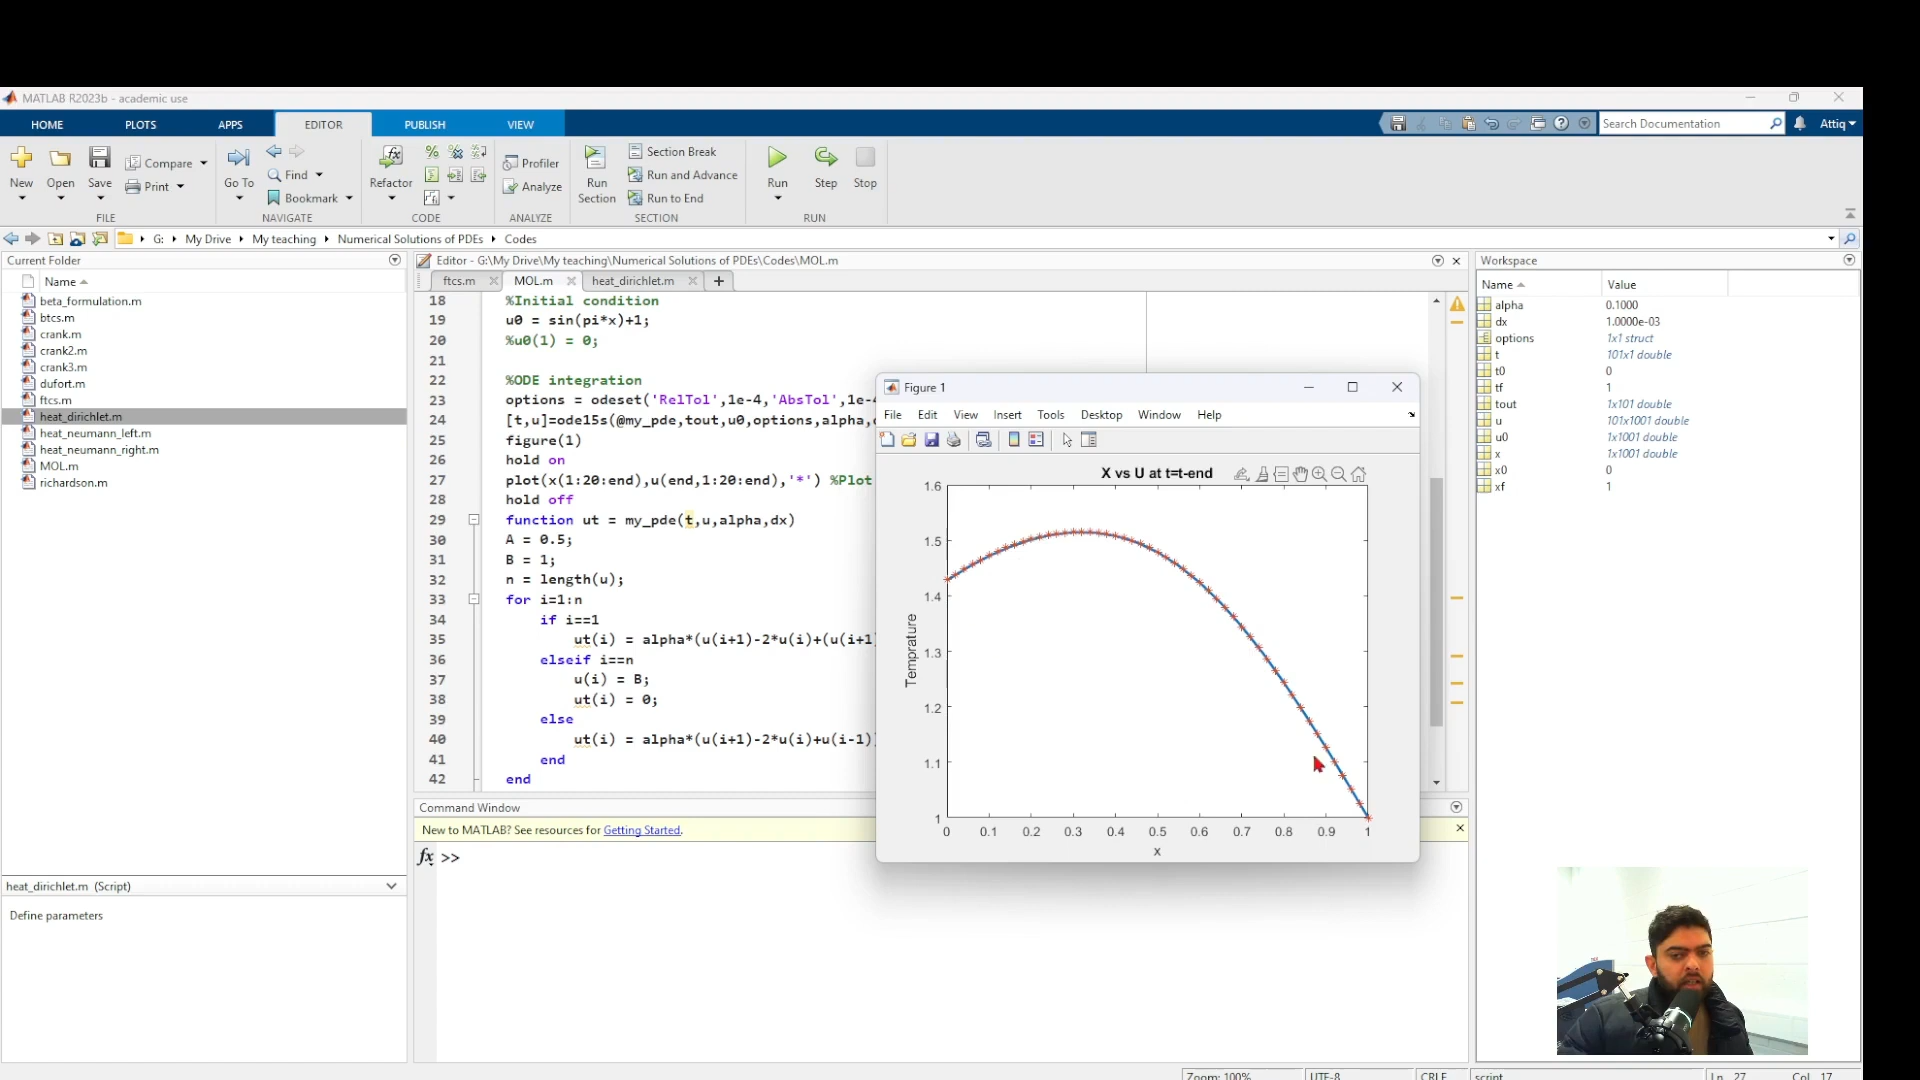 MATLAB R2023b - academic use
HOME PLOTS APPS EDITOR PUBLISH VIEW
Search Documentation
Attiq
New Open Save Compare Print
FILE
Go To Find Bookmark
NAVIGATE
Refactor
CODE
Profiler Analyze
ANALYZE
Run Section Section Break Run and Advance Run to End
SECTION
Run Step Stop
RUN
G: My Drive My teaching Numerical Solutions of PDEs Codes
Current Folder
Name
beta_formulation.m
btcs.m
crank.m
crank2.m
crank3.m
dufort.m
ftcs.m
heat_dirichlet.m
heat_neumann_left.m
heat_neumann_right.m
MOL.m
richardson.m
heat_dirichlet.m (Script)
Define parameters
Editor - G:\My Drive\My teaching\Numerical Solutions of PDEs\Codes\MOL.m
ftcs.m MOL.m heat_dirichlet.m
18 %Initial condition
19 u0 = sin(pi*x)+1;
20 %u0(1) = 0;
21
22 %ODE integration
23 options = odeset('RelTol',1e-4,'AbsTol',1e-4
24 [t,u]=ode15s(@my_pde,tout,u0,options,alpha,
25 figure(1)
26 hold on
27 plot(x(1:20:end),u(end,1:20:end),'*') %Plot
28 hold off
29 function ut = my_pde(t,u,alpha,dx)
30 A = 0.5;
31 B = 1;
32 n = length(u);
33 for i=1:n
34 if i==1
35 ut(i) = alpha*(u(i+1)-2*u(i)+(u(i+1
36 elseif i==n
37 u(i) = B;
38 ut(i) = 0;
39 else
40 ut(i) = alpha*(u(i+1)-2*u(i)+u(i-1)
41 end
42 end
Command Window
New to MATLAB? See resources for Getting Started.
fx >>
Figure 1
File Edit View Insert Tools Desktop Window Help
X vs U at t=t-end
1.6
1.5
1.4
1.3
1.2
1.1
1
Temprature
0 0.1 0.2 0.3 0.4 0.5 0.6 0.7 0.8 0.9 1
x
Workspace
Name Value
alpha 0.1000
dx 1.0000e-03
options 1x1 struct
t 101x1 double
t0 0
tf 1
tout 1x101 double
u 101x1001 double
u0 1x1001 double
x 1x1001 double
x0 0
xf 1
Zoom: 100% UTF-8 CRLF script Ln 27 Col 17